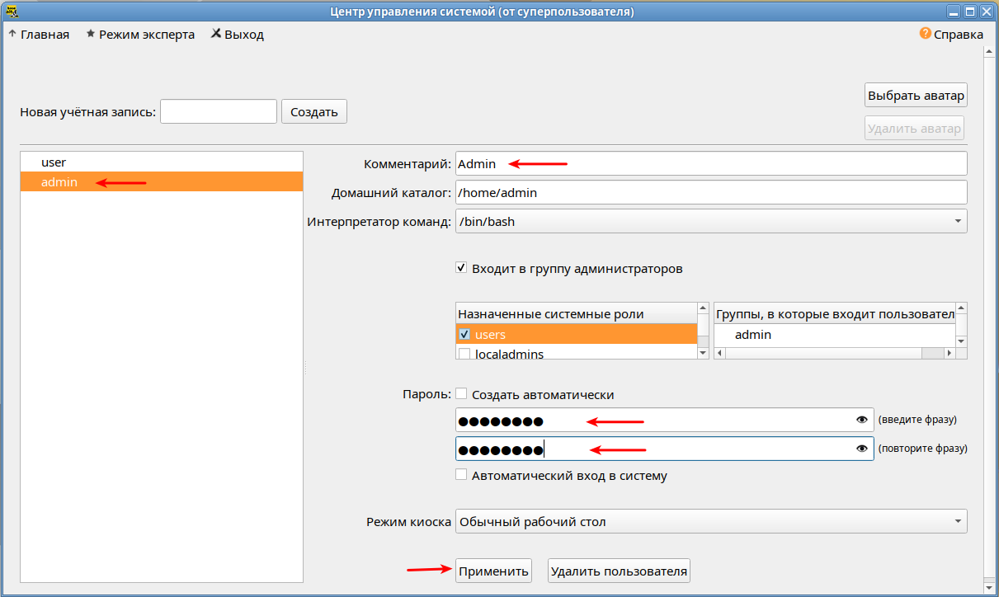 Центр управления системой (от суперпользователя)
Главная Режим эксперта Выход Справка
Выбрать аватар
Новая учётная запись: Создать
Удалить аватар
user
admin
Комментарий: Admin
Домашний каталог: /home/admin
Интерпретатор команд: /bin/bash
Входит в группу администраторов
Назначенные системные роли
users
localadmins
Группы, в которые входит пользовател
admin
Пароль: Создать автоматически
●●●●●●●● (введите фразу)
●●●●●●●● (повторите фразу)
Автоматический вход в систему
Режим киоска Обычный рабочий стол
Применить Удалить пользователя